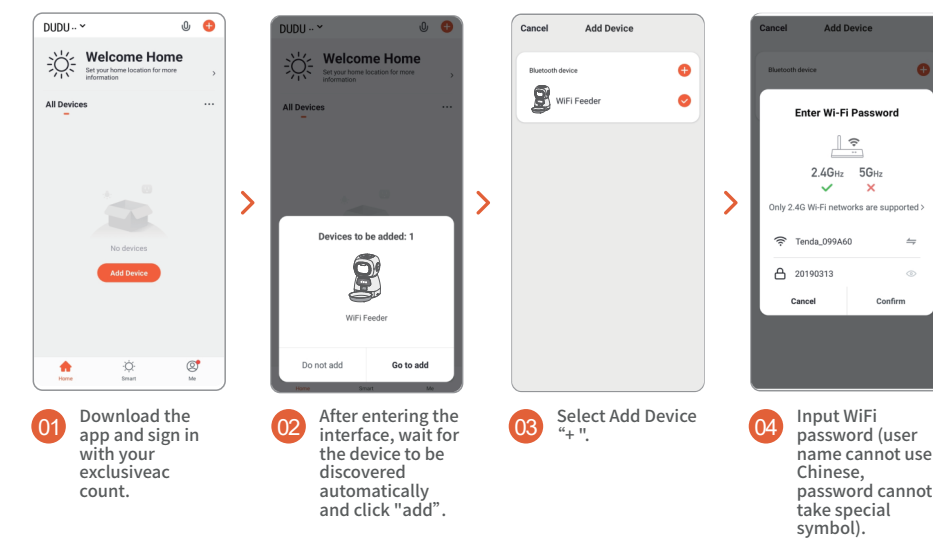 DUDU ..
Welcome Home
Set your home location for more
information
All Devices
...
No devices
Add Device
Home
Smart
Me
01
Download the
app and sign in
with your
exclusiveac
count.
DUDU ..
Welcome Home
Set your home location for more
information
All Devices
...
Devices to be added: 1
WiFi Feeder
Do not add
Go to add
Home
Smart
Me
02
After entering the
interface, wait for
the device to be
discovered
automatically
and click "add”.
Cancel
Add Device
Bluetooth device
WiFi Feeder
03
Select Add Device
“+ ".
Cancel
Add Device
Bluetooth device
Enter Wi-Fi Password
2.4GHz
5GHz
Only 2.4G Wi-Fi networks are supported >
Tenda_099A60
20190313
Cancel
Confirm
04
Input WiFi
password (user
name cannot use
Chinese,
password cannot
take special
symbol).